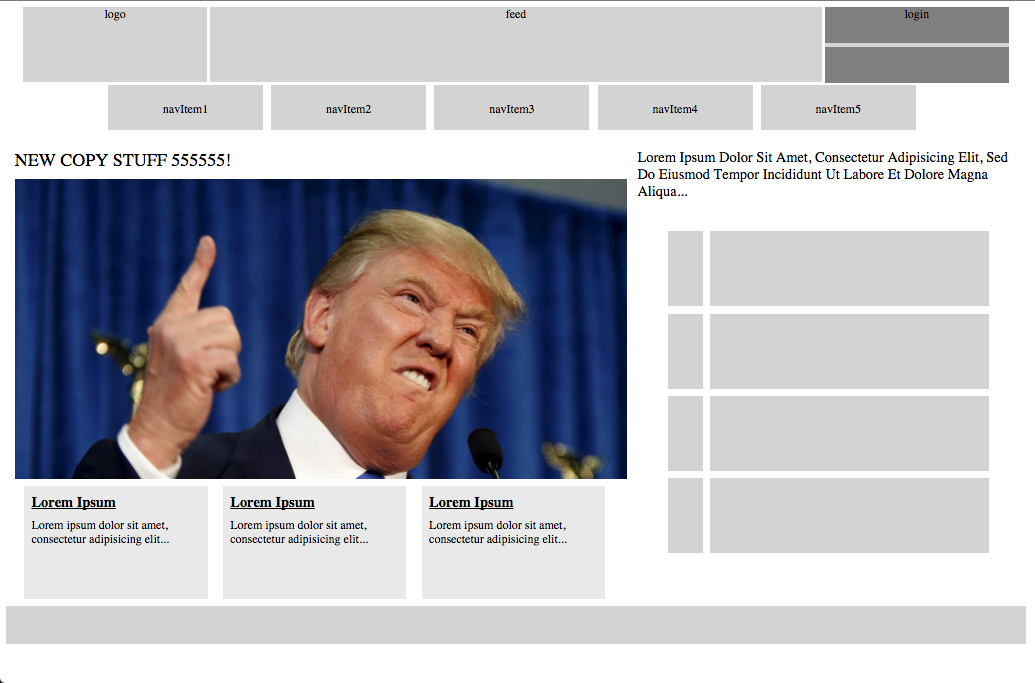 logo
feed
login
navItem1
navItem2
navItem3
navItem4
navItem5
NEW COPY STUFF 555555!
Lorem Ipsum Dolor Sit Amet, Consectetur Adipisicing Elit, Sed
Do Eiusmod Tempor Incididunt Ut Labore Et Dolore Magna
Aliqua...
Lorem Ipsum
Lorem ipsum dolor sit amet,
consectetur adipisicing elit...
Lorem Ipsum
Lorem ipsum dolor sit amet,
consectetur adipisicing elit...
Lorem Ipsum
Lorem ipsum dolor sit amet,
consectetur adipisicing elit...